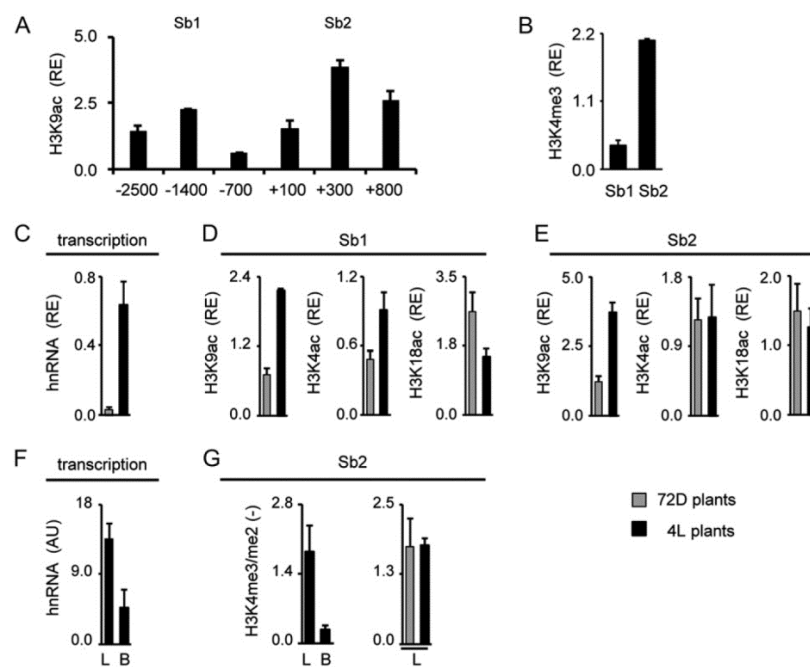 A
Sb1
Sb2
H3K9ac (RE)
5.0
2.5
0.0
-2500 -1400 -700 +100 +300 +800
B
H3K4me3 (RE)
2.2
1.1
0.0
Sb1 Sb2
C
transcription
hnRNA (RE)
0.8
0.4
0.0
D
Sb1
H3K9ac (RE)
2.4
1.2
0.0
H3K4ac (RE)
1.2
0.6
0.0
H3K18ac (RE)
3.5
1.8
0.0
E
Sb2
H3K9ac (RE)
5.0
2.5
0.0
H3K4ac (RE)
1.8
0.9
0.0
H3K18ac (RE)
2.0
1.0
0.0
F
transcription
hnRNA (AU)
18
9.0
0.0
L B
G
Sb2
H3K4me3/me2 (-)
2.8
1.4
0.0
L B
2.5
1.3
0.0
L
72D plants
4L plants